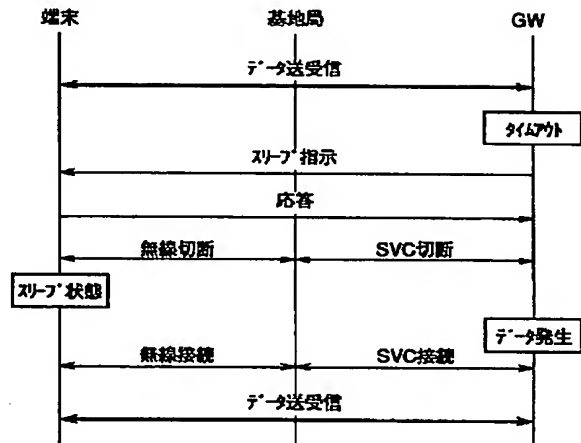 端末 基地局 GW
データ送受信
タイムアウト
スリープ指示
応答
無線切断 SVC切断
スリープ状態
データ発生
無線接続 SVC接続
データ送受信